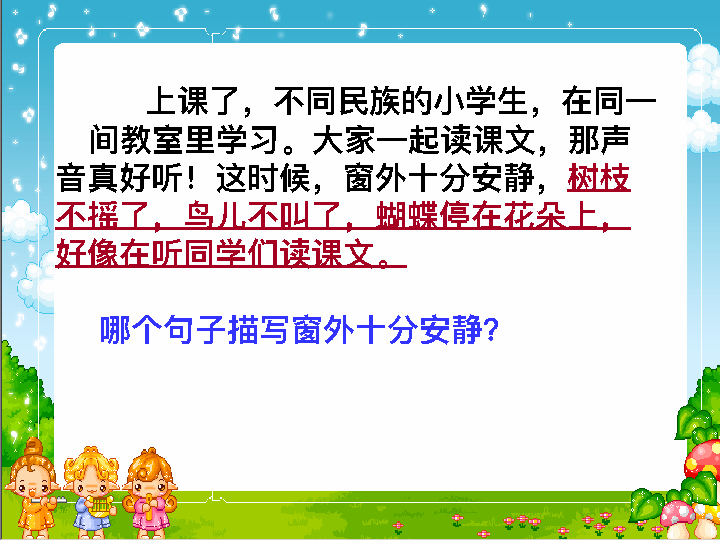 上课了，不同民族的小学生，在同一
间教室里学习。大家一起读课文，那声
音真好听！这时候，窗外十分安静，树枝
不摇了，鸟儿不叫了，蝴蝶停在花朵上，
好像在听同学们读课文。
哪个句子描写窗外十分安静？